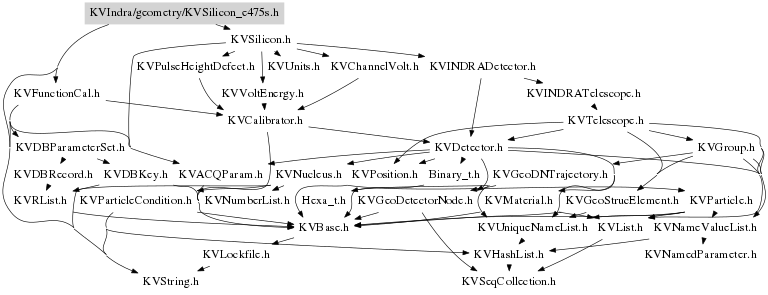 KVIndra/geometry/KVSilicon_e475s.h
KVSilicon.h
KVPulseHeightDefect.h KVUnits.h KVChannelVolt.h KVINDRADetector.h
KVFunctionCal.h KVVoltEnergy.h KVINDRATelescope.h
KVCalibrator.h KVTelescope.h
KVDBParameterSet.h KVDetector.h KVGroup.h
KVDBRecord.h KVDBKey.h KVACQParam.h KVNucleus.h KVPosition.h Binary_t.h KVGeoDNTrajectory.h
KVRList.h KVParticleCondition.h KVNumberList.h Hexa_t.h KVGeoDetectorNode.h KVMaterial.h KVGeoStrucElement.h KVParticle.h
KVBase.h KVUniqueNameList.h KVList.h KVNameValueList.h
KVLockfile.h KVHashList.h KVNamedParameter.h
KVString.h KVSeqCollection.h